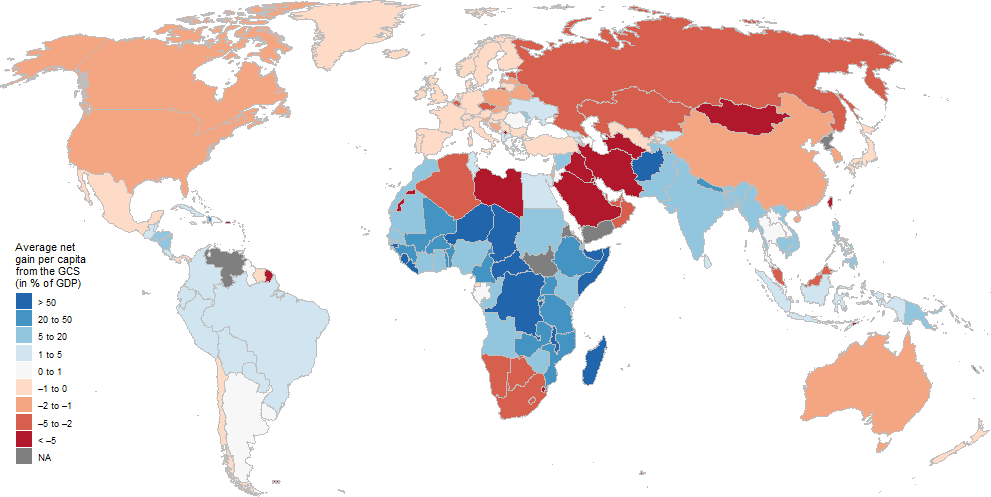 Average net
gain per capita
from the GCS
(in % of GDP)
> 50
20 to 50
5 to 20
1 to 5
0 to 1
–1 to 0
–2 to –1
–5 to –2
< –5
NA